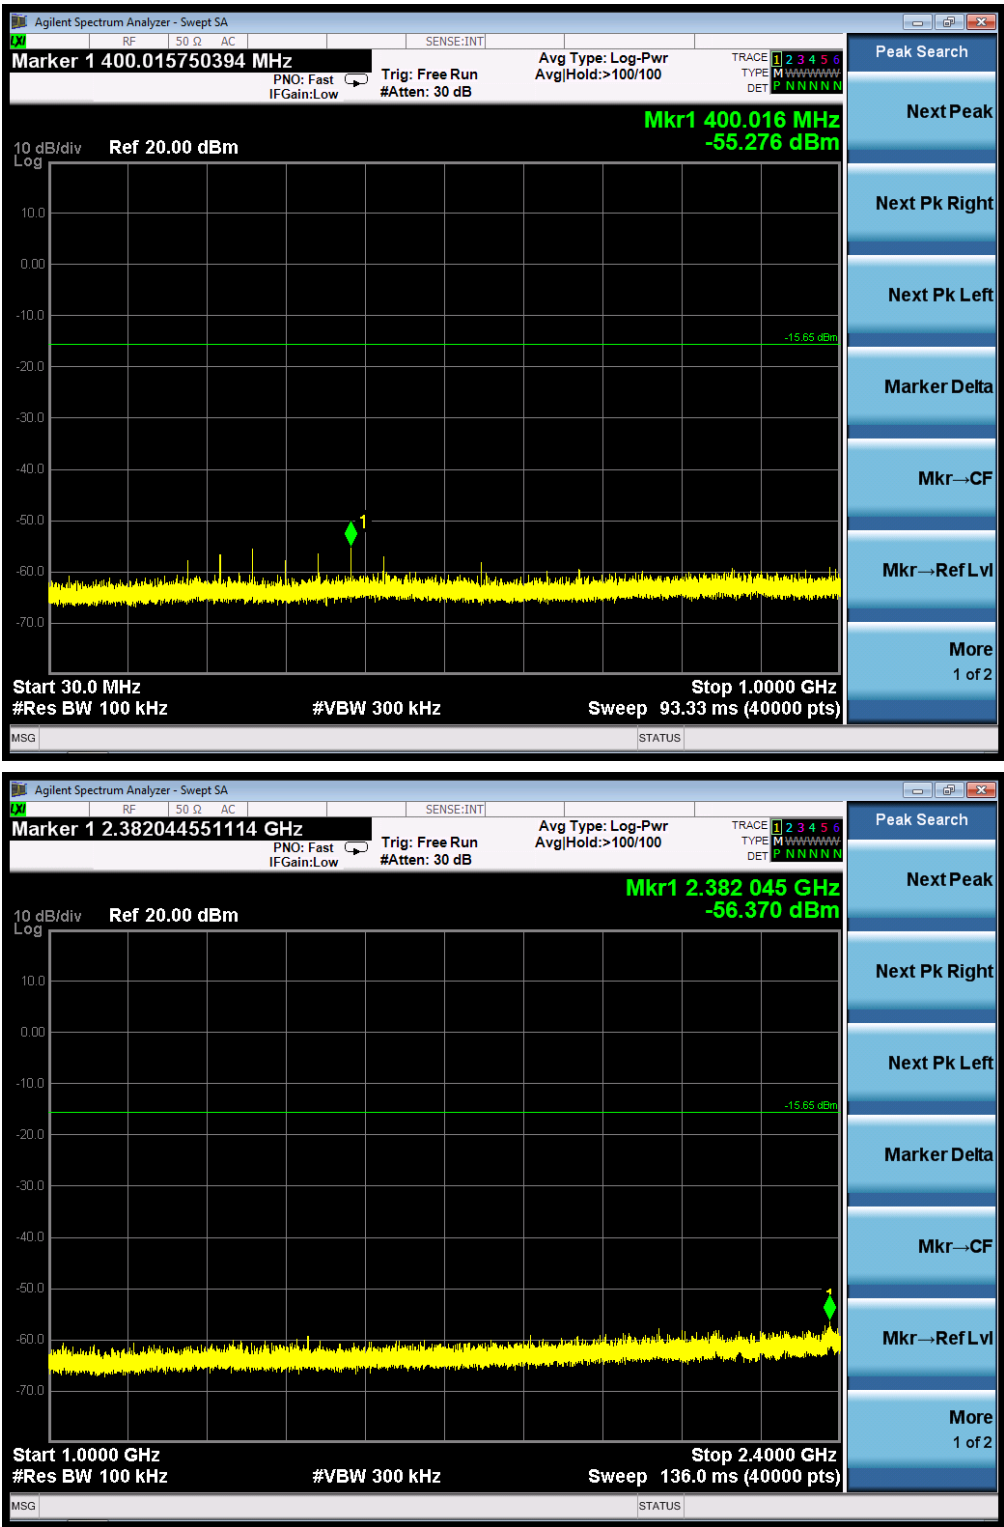 Agilent Spectrum Analyzer - Swept SA
LXI RF 50 Ω AC SENSE:INT
Marker 1 400.015750394 MHz
PNO: Fast
IFGain:Low
Trig: Free Run
#Atten: 30 dB
Avg Type: Log-Pwr
Avg|Hold:>100/100
TRACE 1 2 3 4 5 6
TYPE M WWWWW
DET P N N N N N
Mkr1 400.016 MHz
-55.276 dBm
10 dB/div Ref 20.00 dBm
Log
10.0
0.00
-10.0
-15.65 dBm
-20.0
-30.0
-40.0
-50.0
1
-60.0
-70.0
Start 30.0 MHz Stop 1.0000 GHz
#Res BW 100 kHz #VBW 300 kHz Sweep 93.33 ms (40000 pts)
MSG STATUS
Peak Search
Next Peak
Next Pk Right
Next Pk Left
Marker Delta
Mkr→CF
Mkr→Ref Lvl
More
1 of 2
Agilent Spectrum Analyzer - Swept SA
LXI RF 50 Ω AC SENSE:INT
Marker 1 2.382044551114 GHz
PNO: Fast
IFGain:Low
Trig: Free Run
#Atten: 30 dB
Avg Type: Log-Pwr
Avg|Hold:>100/100
TRACE 1 2 3 4 5 6
TYPE M WWWWW
DET P N N N N N
Mkr1 2.382 045 GHz
-56.370 dBm
10 dB/div Ref 20.00 dBm
Log
10.0
0.00
-10.0
-15.65 dBm
-20.0
-30.0
-40.0
-50.0
1
-60.0
-70.0
Start 1.0000 GHz Stop 2.4000 GHz
#Res BW 100 kHz #VBW 300 kHz Sweep 136.0 ms (40000 pts)
MSG STATUS
Peak Search
Next Peak
Next Pk Right
Next Pk Left
Marker Delta
Mkr→CF
Mkr→Ref Lvl
More
1 of 2